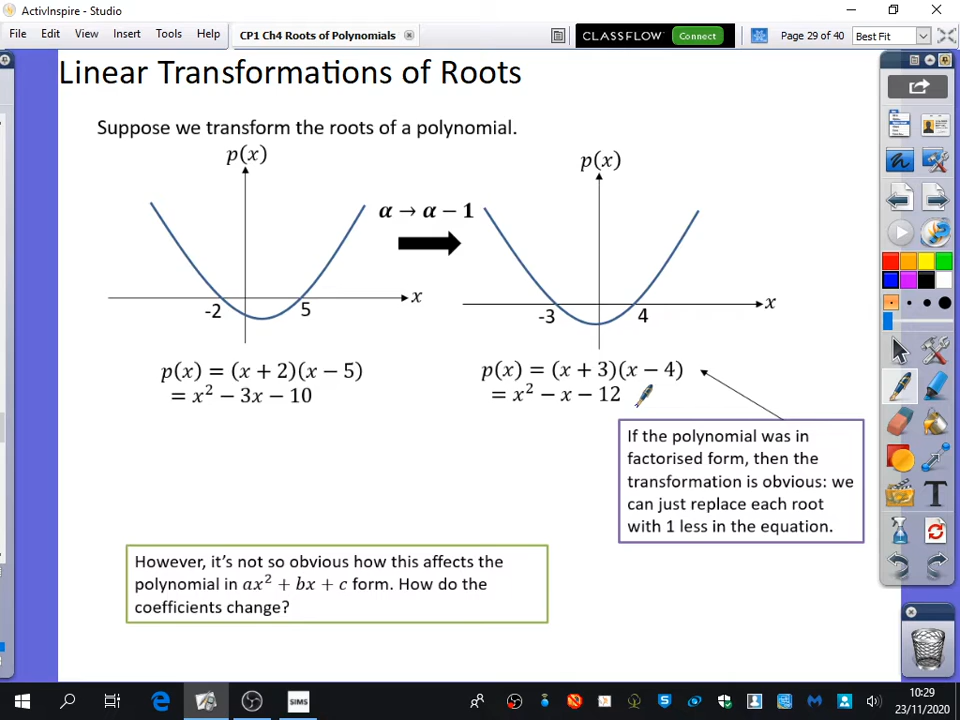 ActivInspire - Studio
File Edit View Insert Tools Help
CP1 Ch4 Roots of Polynomials
CLASSFLOW Connect
Page 29 of 40
Best Fit
Linear Transformations of Roots
Suppose we transform the roots of a polynomial.
p(x)
p(x)
α → α − 1
x
x
-2
5
-3
4
p(x) = (x + 2)(x − 5)
= x² − 3x − 10
p(x) = (x + 3)(x − 4)
= x² − x − 12
If the polynomial was in
factorised form, then the
transformation is obvious: we
can just replace each root
with 1 less in the equation.
However, it's not so obvious how this affects the
polynomial in ax² + bx + c form. How do the
coefficients change?
T
SIMS
10:29
23/11/2020